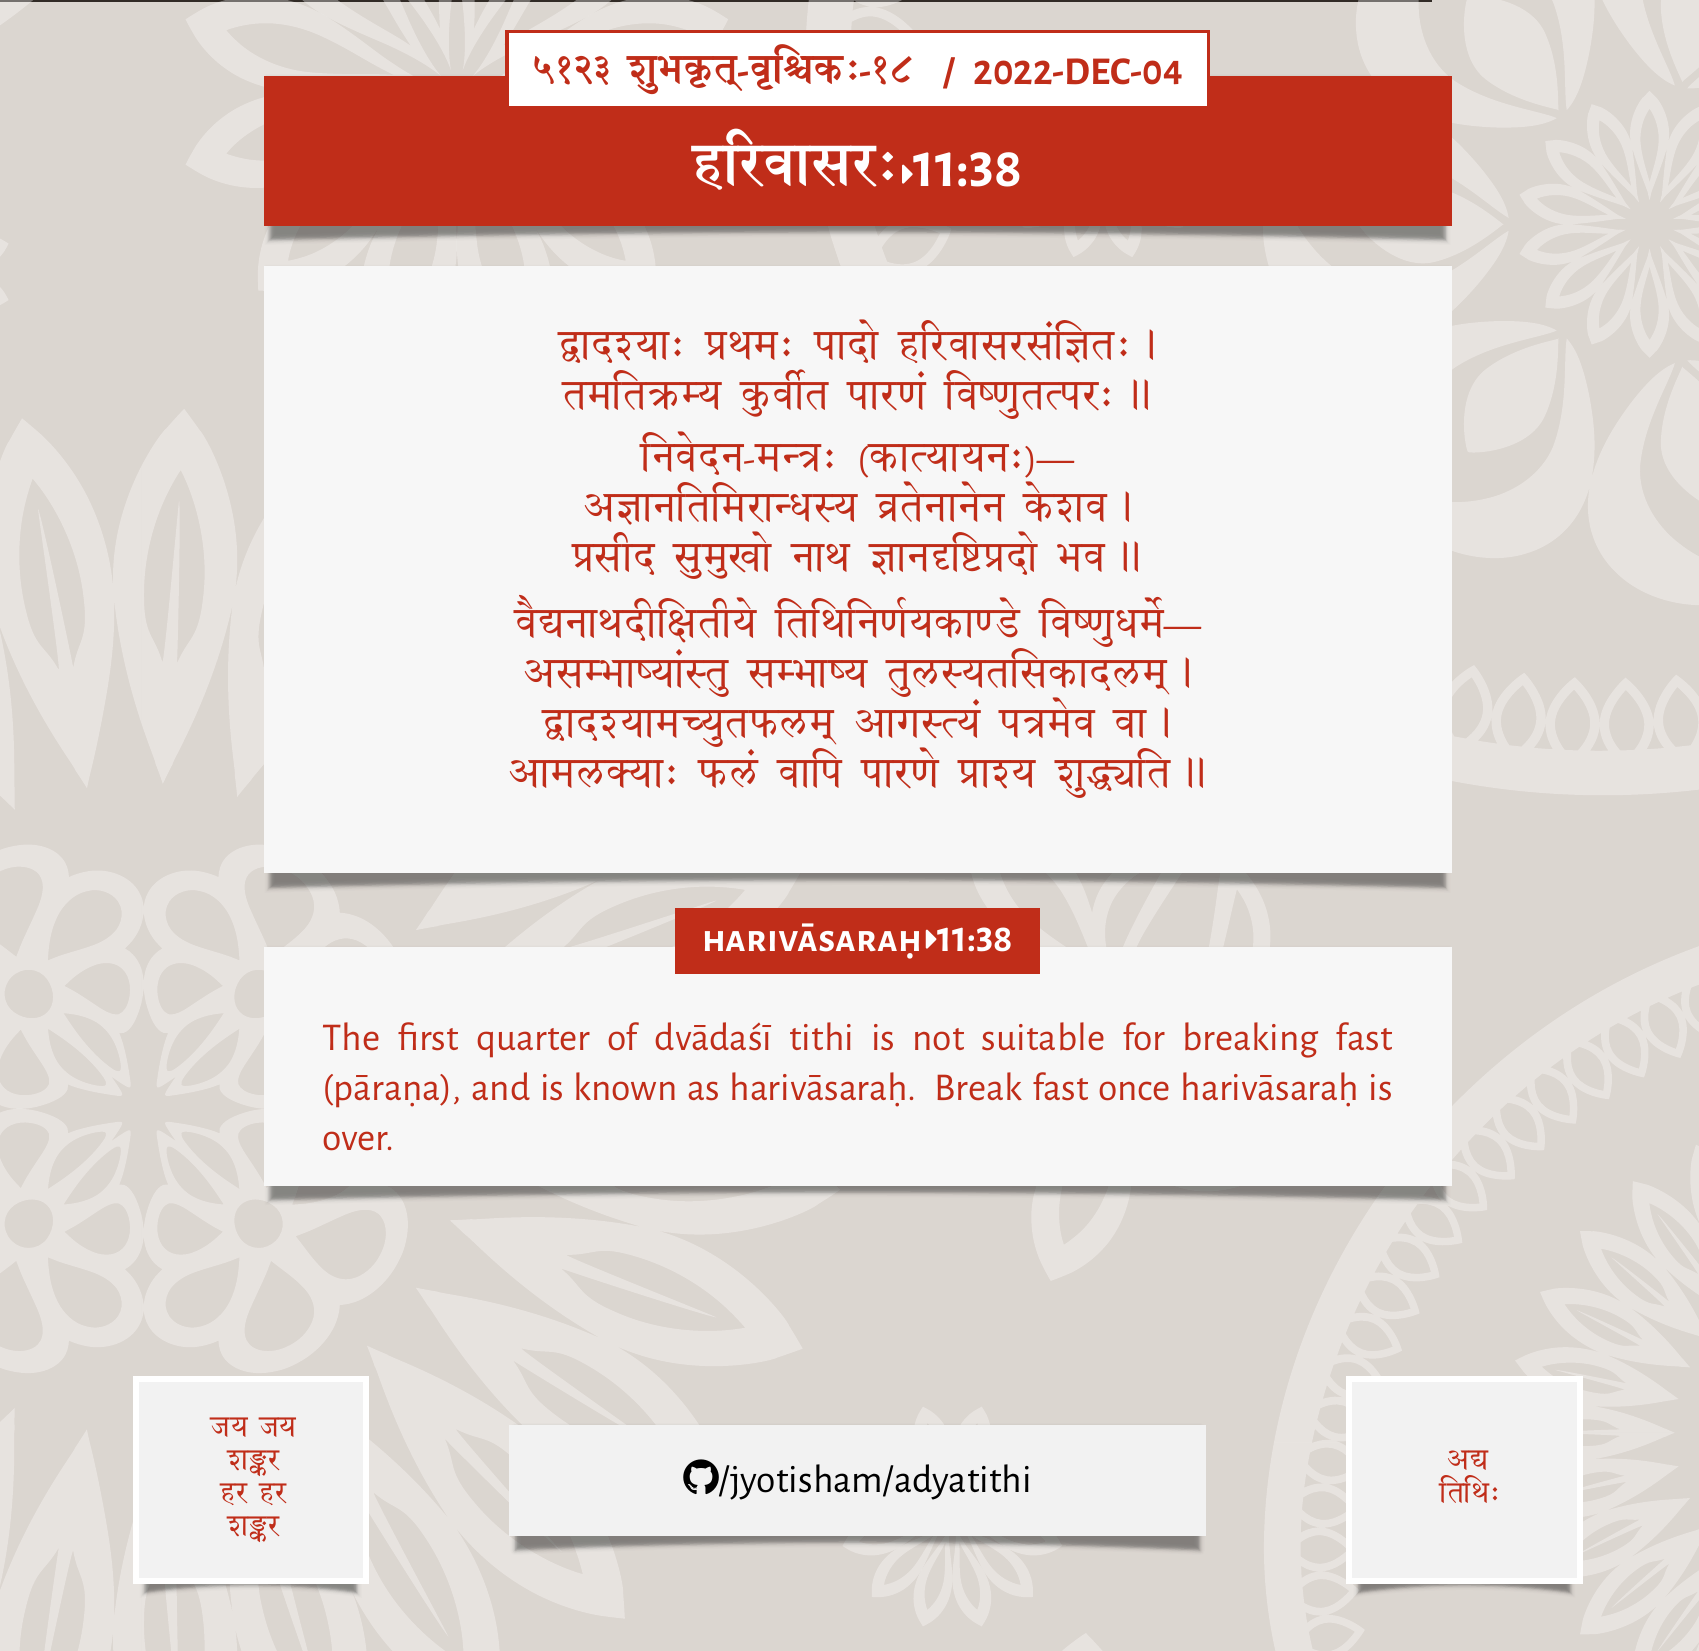 ५१२३ शुभकृत्-वृश्चिकः-१८ / 2022-DEC-04
हरिवासरः▸11:38
द्वादश्याः प्रथमः पादो हरिवासरसंज्ञितः।
तमतिक्रम्य कुर्वीत पारणं विष्णुतत्परः॥
निवेदन-मन्त्रः (कात्यायनः)—
अज्ञानतिमिरान्धस्य व्रतेनानेन केशव।
प्रसीद सुमुखो नाथ ज्ञानदृष्टिप्रदो भव॥
वैद्यनाथदीक्षितीये तिथिनिर्णयकाण्डे विष्णुधर्मे—
असम्भाष्यांस्तु सम्भाष्य तुलस्यतसिकादलम्।
द्वादश्यामच्युतफलम् आगस्त्यं पत्रमेव वा।
आमलक्याः फलं वापि पारणे प्राश्य शुद्ध्यति॥
HARIVĀSARAḤ▸11:38
The first quarter of dvādaśī tithi is not suitable for breaking fast
(pāraṇa), and is known as harivāsaraḥ. Break fast once harivāsaraḥ is
over.
जय जय
शङ्कर
हर हर
शङ्कर
/jyotisham/adyatithi
अद्य
तिथिः